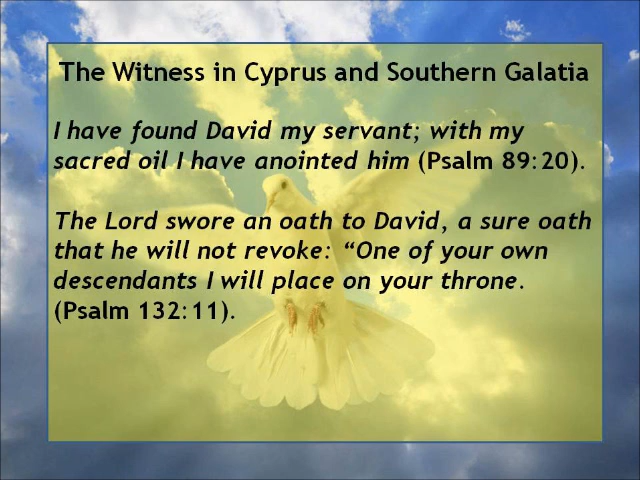 The Witness in Cyprus and Southern Galatia
I have found David my servant; with my
sacred oil I have anointed him (Psalm 89:20).
The Lord swore an oath to David, a sure oath
that he will not revoke: “One of your own
descendants I will place on your throne.
(Psalm 132:11).